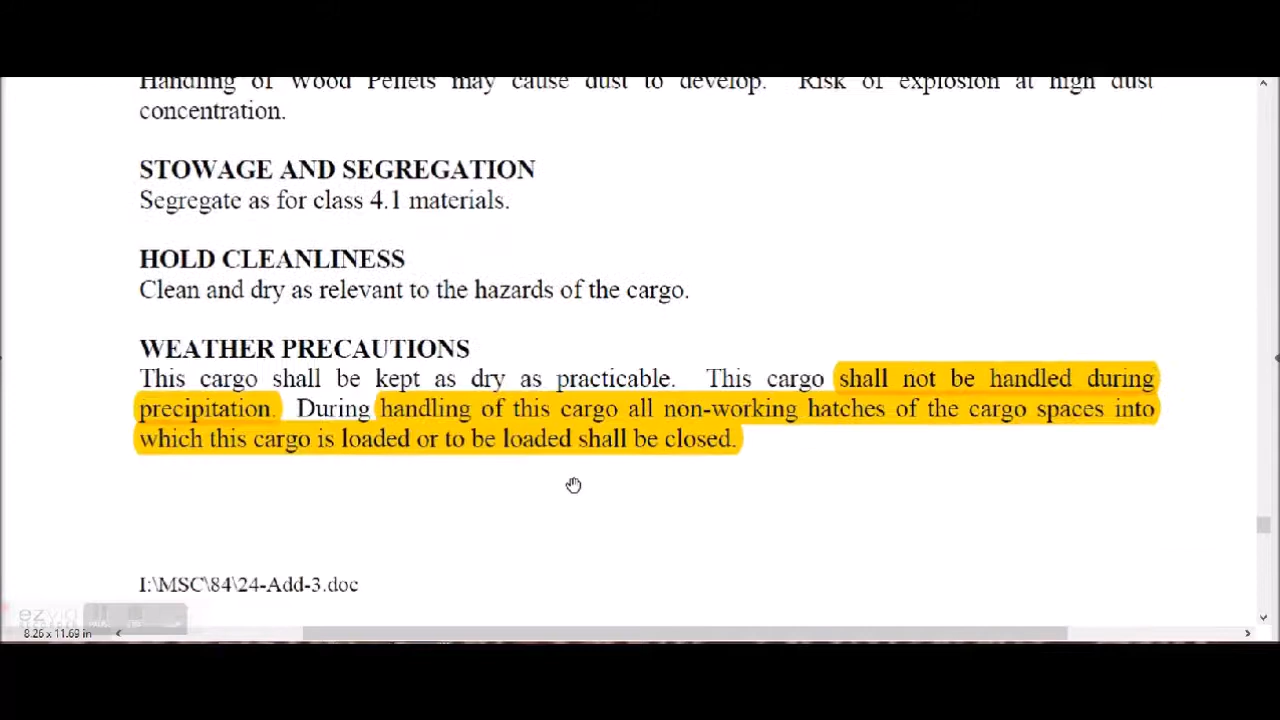 Handling of Wood Pellets may cause dust to develop. Risk of explosion at high dust
concentration.
STOWAGE AND SEGREGATION
Segregate as for class 4.1 materials.
HOLD CLEANLINESS
Clean and dry as relevant to the hazards of the cargo.
WEATHER PRECAUTIONS
This cargo shall be kept as dry as practicable. This cargo shall not be handled during
precipitation. During handling of this cargo all non-working hatches of the cargo spaces into
which this cargo is loaded or to be loaded shall be closed.
I:\MSC\84\24-Add-3.doc
ezvid
8.26 x 11.69 in